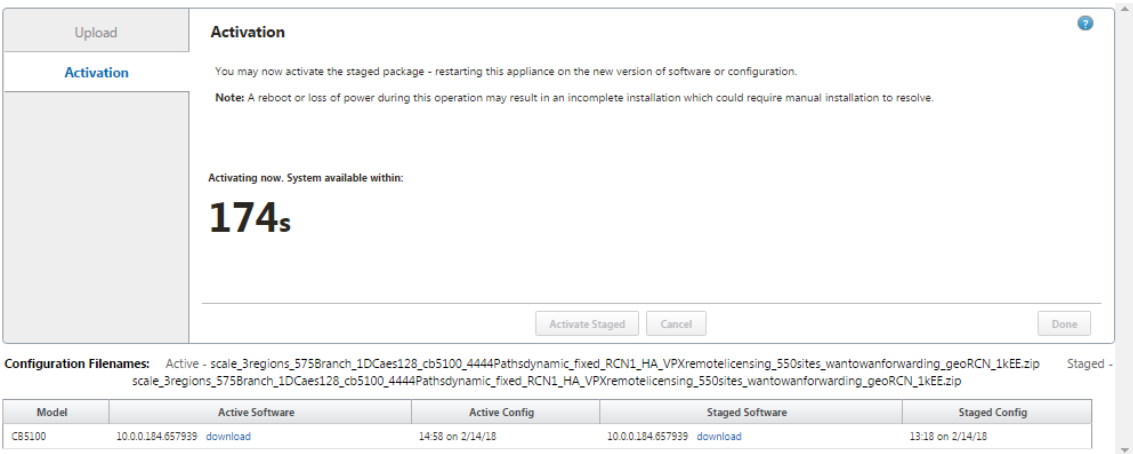 Upload
Activation
Activation
?
You may now activate the staged package - restarting this appliance on the new version of software or configuration.
Note: A reboot or loss of power during this operation may result in an incomplete installation which could require manual installation to resolve.
Activating now. System available within:
174s
Activate Staged Cancel Done
Configuration Filenames: Active - scale_3regions_575Branch_1DCaes128_cb5100_4444Pathsdynamic_fixed_RCN1_HA_VPXremotelicensing_550sites_wantowanforwarding_geoRCN_1kEE.zip Staged -
scale_3regions_575Branch_1DCaes128_cb5100_4444Pathsdynamic_fixed_RCN1_HA_VPXremotelicensing_550sites_wantowanforwarding_geoRCN_1kEE.zip
Model Active Software Active Config Staged Software Staged Config
CB5100 10.0.0.184.657939 download 14:58 on 2/14/18 10.0.0.184.657939 download 13:18 on 2/14/18